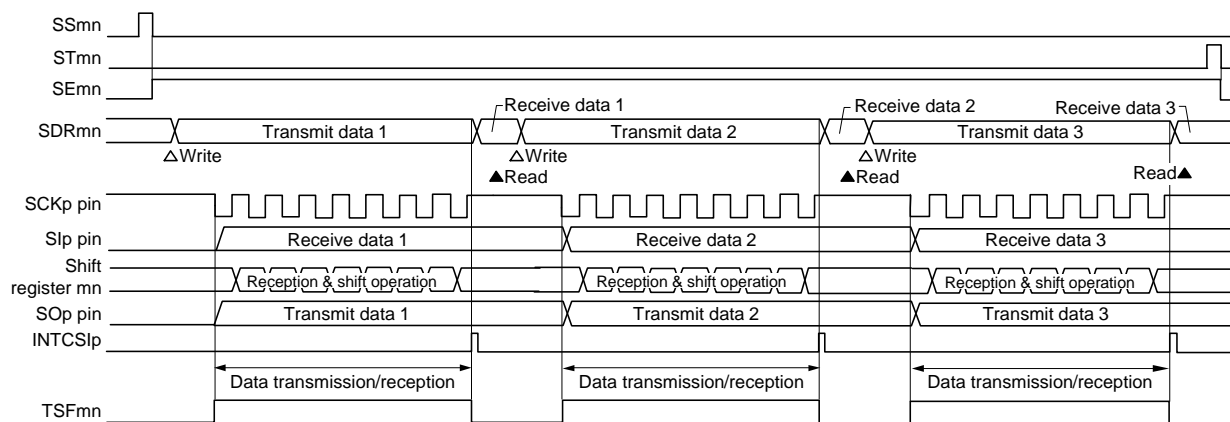 SSmn
STmn
SEmn
Receive data 1 Receive data 2 Receive data 3
SDRmn Transmit data 1 Transmit data 2 Transmit data 3
△Write △Write △Write
▲Read ▲Read Read▲
SCKp pin
SIp pin Receive data 1 Receive data 2 Receive data 3
Shift
register mn Reception & shift operation Reception & shift operation Reception & shift operation
SOp pin Transmit data 1 Transmit data 2 Transmit data 3
INTCSIp
Data transmission/reception Data transmission/reception Data transmission/reception
TSFmn